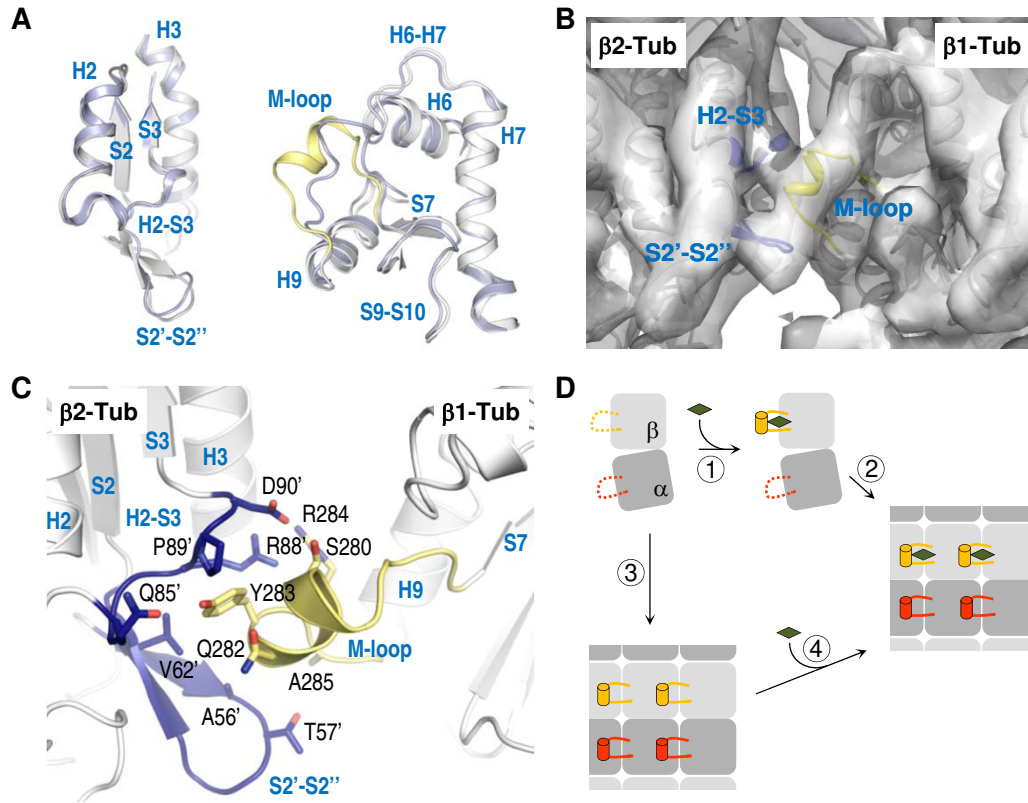 A
H3
H2
S3
S2
H2-S3
S2'-S2''
H6-H7
M-loop
H6
H7
S7
H9
S9-S10
B
β2-Tub
β1-Tub
H2-S3
M-loop
S2'-S2''
C
β2-Tub
β1-Tub
S3
H3
S2
H2
H2-S3
D90'
R284
P89'
R88'
S280
S7
Q85'
Y283
H9
Q282
M-loop
V62'
A285
A56'
T57'
S2'-S2''
D
β
α
1
2
3
4